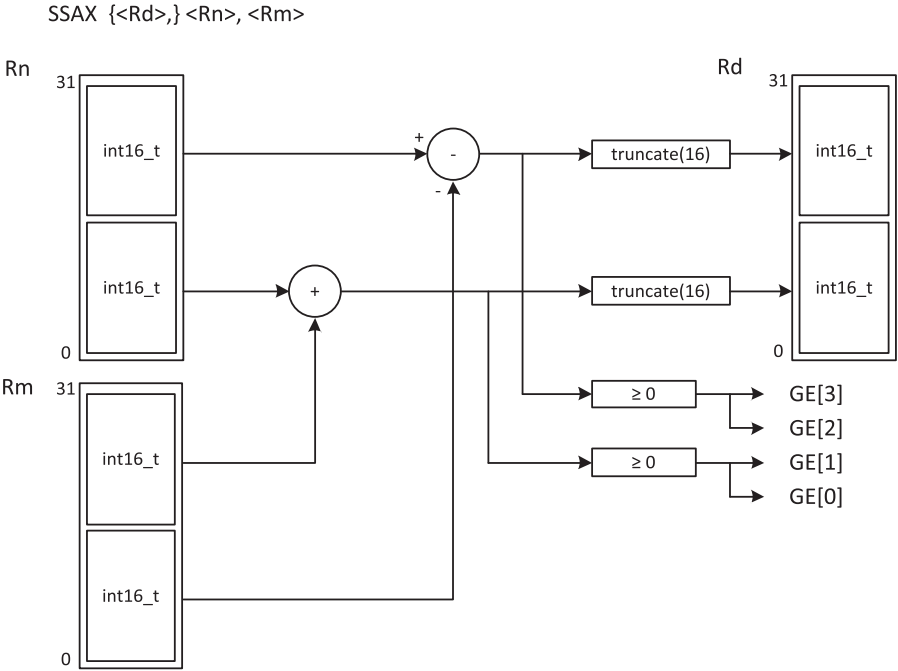 SSAX {<Rd>,} <Rn>, <Rm>
Rn
31
int16_t
int16_t
0
Rm
31
int16_t
int16_t
0
+
-
-
+
truncate(16)
truncate(16)
≥ 0
≥ 0
Rd
31
int16_t
int16_t
0
GE[3]
GE[2]
GE[1]
GE[0]